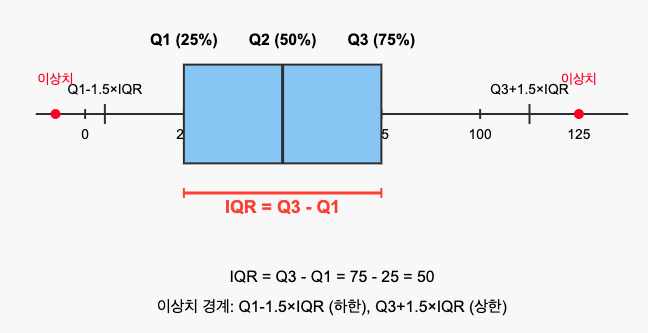 Q1 (25%) Q2 (50%) Q3 (75%)
이상치 이상치
Q1-1.5×IQR Q3+1.5×IQR
0 2 5 100 125
IQR = Q3 - Q1
IQR = Q3 - Q1 = 75 - 25 = 50
이상치 경계: Q1-1.5×IQR (하한), Q3+1.5×IQR (상한)